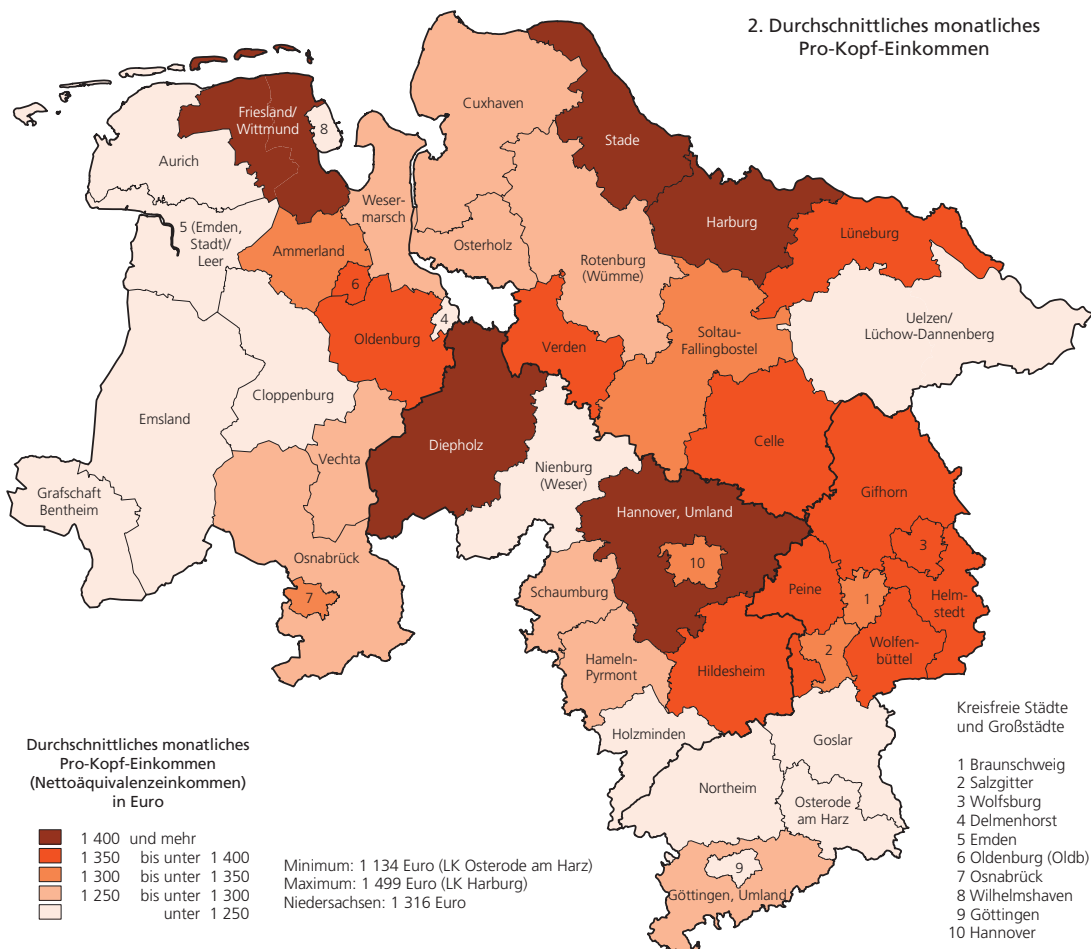 2. Durchschnittliches monatliches
Pro-Kopf-Einkommen
Cuxhaven
Friesland/
Wittmund
8
Stade
Aurich
Weser-
marsch
Harburg
5 (Emden,
Stadt)/
Leer
Ammerland
Osterholz
Rotenburg
(Wümme)
Lüneburg
6
4
Uelzen/
Lüchow-Dannenberg
Oldenburg
Verden
Soltau-
Fallingbostel
Cloppenburg
Emsland
Diepholz
Celle
Vechta
Nienburg
(Weser)
Grafschaft
Bentheim
Gifhorn
Hannover, Umland
3
Osnabrück
10
7
Schaumburg
Peine
1
Helm-
stedt
Wolfen-
büttel
2
Hameln-
Pyrmont
Hildesheim
Holzminden
Goslar
Northeim
Osterode
am Harz
9
Göttingen, Umland
Kreisfreie Städte
und Großstädte
1 Braunschweig
2 Salzgitter
3 Wolfsburg
4 Delmenhorst
5 Emden
6 Oldenburg (Oldb)
7 Osnabrück
8 Wilhelmshaven
9 Göttingen
10 Hannover
Durchschnittliches monatliches
Pro-Kopf-Einkommen
(Nettoäquivalenzeinkommen)
in Euro
1 400 und mehr
1 350 bis unter 1 400
1 300 bis unter 1 350
1 250 bis unter 1 300
unter 1 250
Minimum: 1 134 Euro (LK Osterode am Harz)
Maximum: 1 499 Euro (LK Harburg)
Niedersachsen: 1 316 Euro